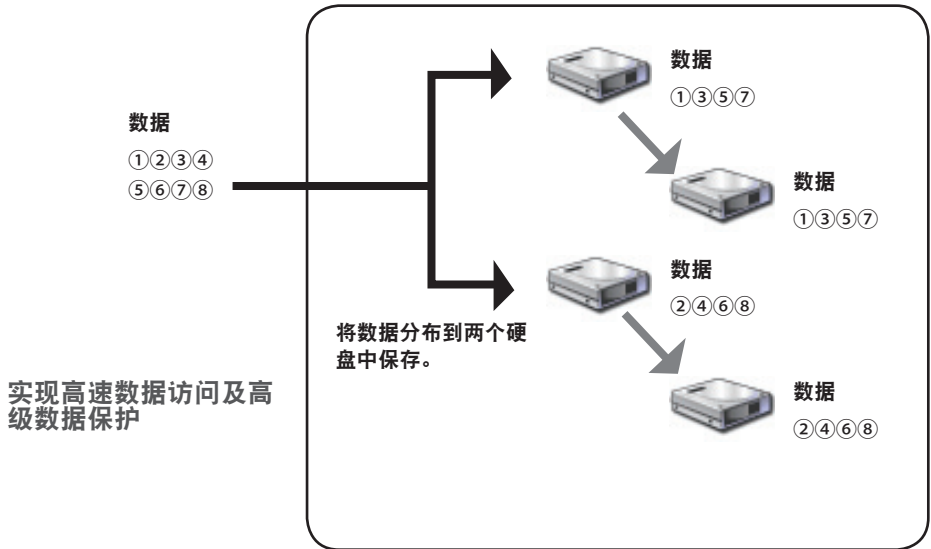 数据
①②③④
⑤⑥⑦⑧
数据
①③⑤⑦
数据
①③⑤⑦
数据
②④⑥⑧
数据
②④⑥⑧
将数据分布到两个硬
盘中保存。
实现高速数据访问及高
级数据保护